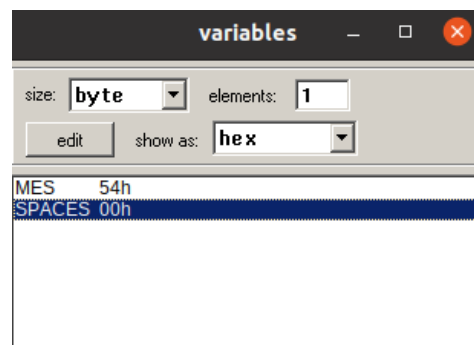 variables
size: byte elements: 1
edit show as: hex
MES 54h
SPACES 00h